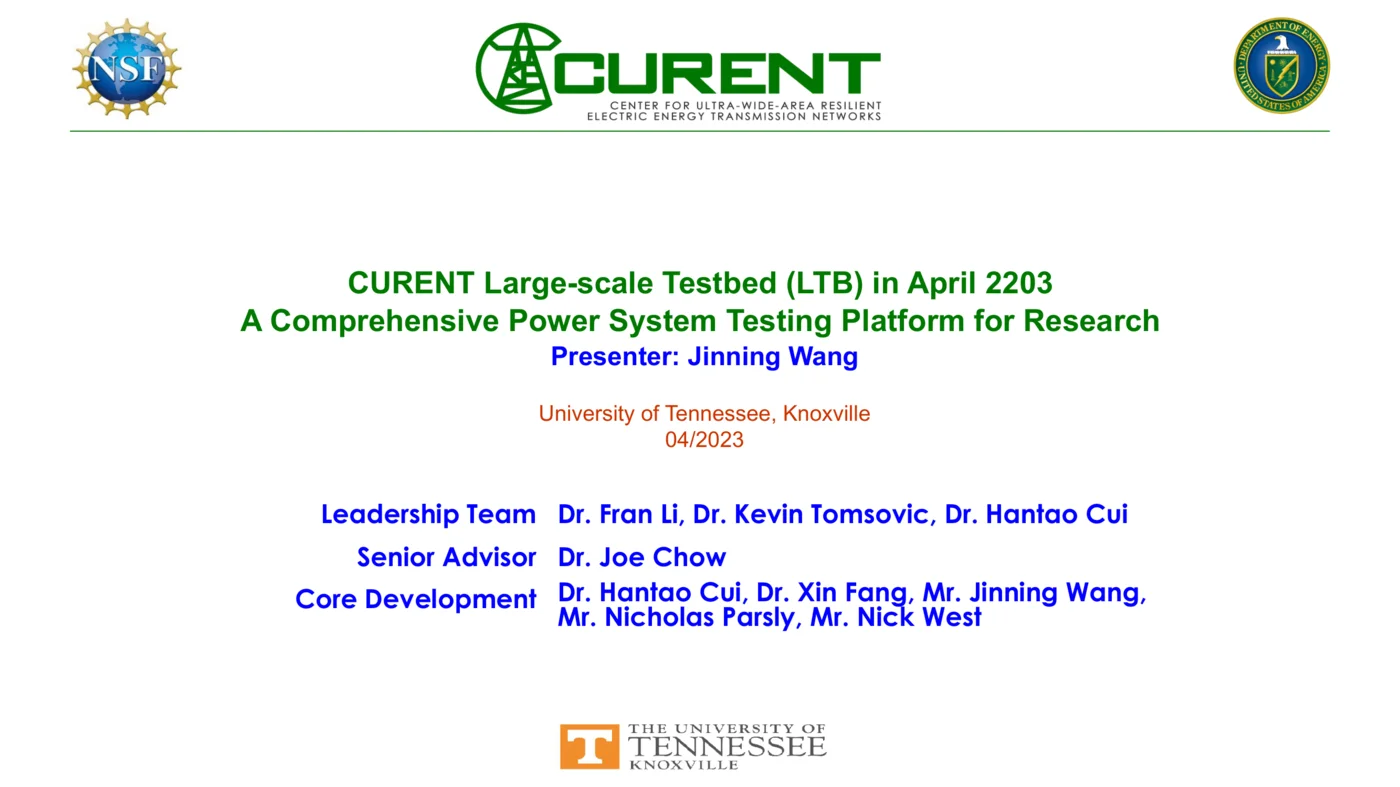 NSF
CURENT
CENTER FOR ULTRA-WIDE-AREA RESILIENT
ELECTRIC ENERGY TRANSMISSION NETWORKS
DEPARTMENT OF ENERGY
UNITED STATES OF AMERICA
CURENT Large-scale Testbed (LTB) in April 2203
A Comprehensive Power System Testing Platform for Research
Presenter: Jinning Wang
University of Tennessee, Knoxville
04/2023
Leadership Team Dr. Fran Li, Dr. Kevin Tomsovic, Dr. Hantao Cui
Senior Advisor Dr. Joe Chow
Core Development Dr. Hantao Cui, Dr. Xin Fang, Mr. Jinning Wang,
Mr. Nicholas Parsly, Mr. Nick West
T
THE UNIVERSITY OF
TENNESSEE
KNOXVILLE